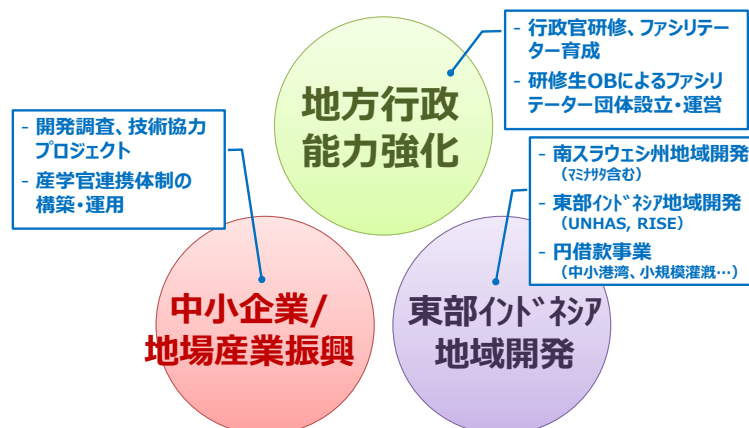 - 行政官研修、ファシリテー
ター育成
- 研修生OBによるファシリ
テーター団体設立・運営
地方行政
能力強化
- 開発調査、技術協力
プロジェクト
- 産学官連携体制の
構築・運用
- 南スラウェシ州地域開発
（ﾏﾐﾅｻﾀ含む）
- 東部ｲﾝﾄﾞﾈｼｱ地域開発
（UNHAS, RISE）
- 円借款事業
（中小港湾、小規模灌漑…）
中小企業/
地場産業振興
東部ｲﾝﾄﾞﾈｼｱ
地域開発